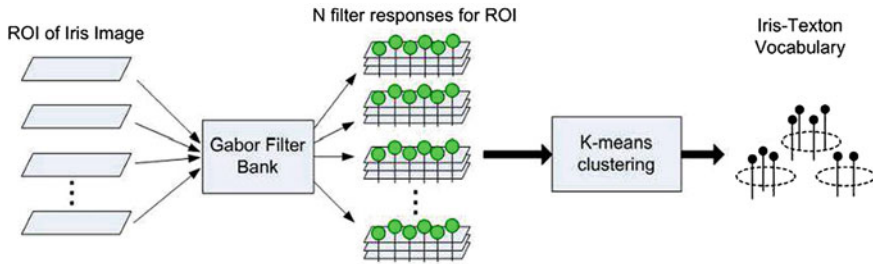 ROI of Iris Image
N filter responses for ROI
Iris-Texton
Vocabulary
Gabor Filter
Bank
K-means
clustering